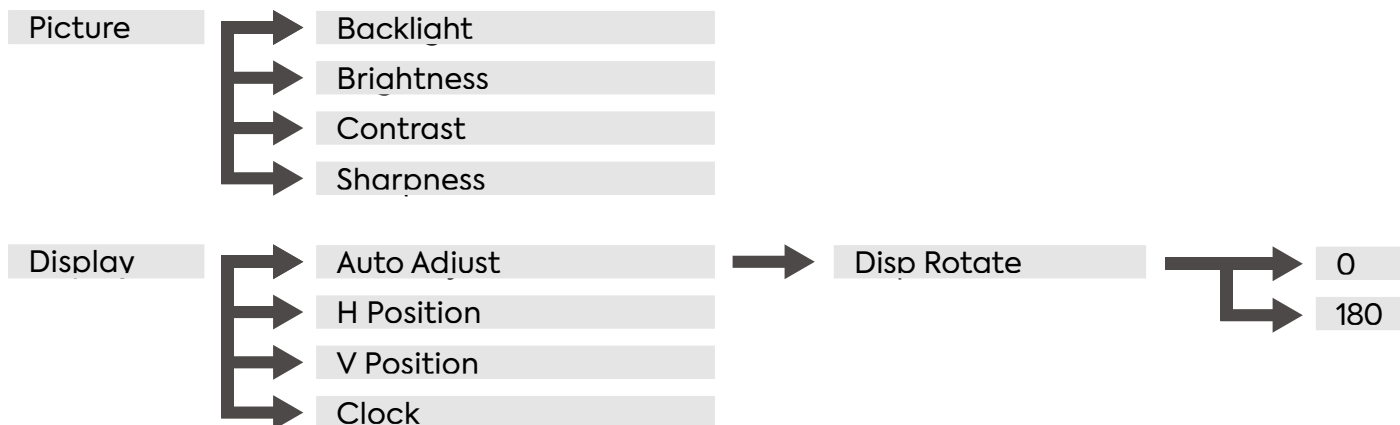 Picture
Backlight
Brightness
Contrast
Sharpness
Display
Auto Adjust
Disp Rotate
0
180
H Position
V Position
Clock